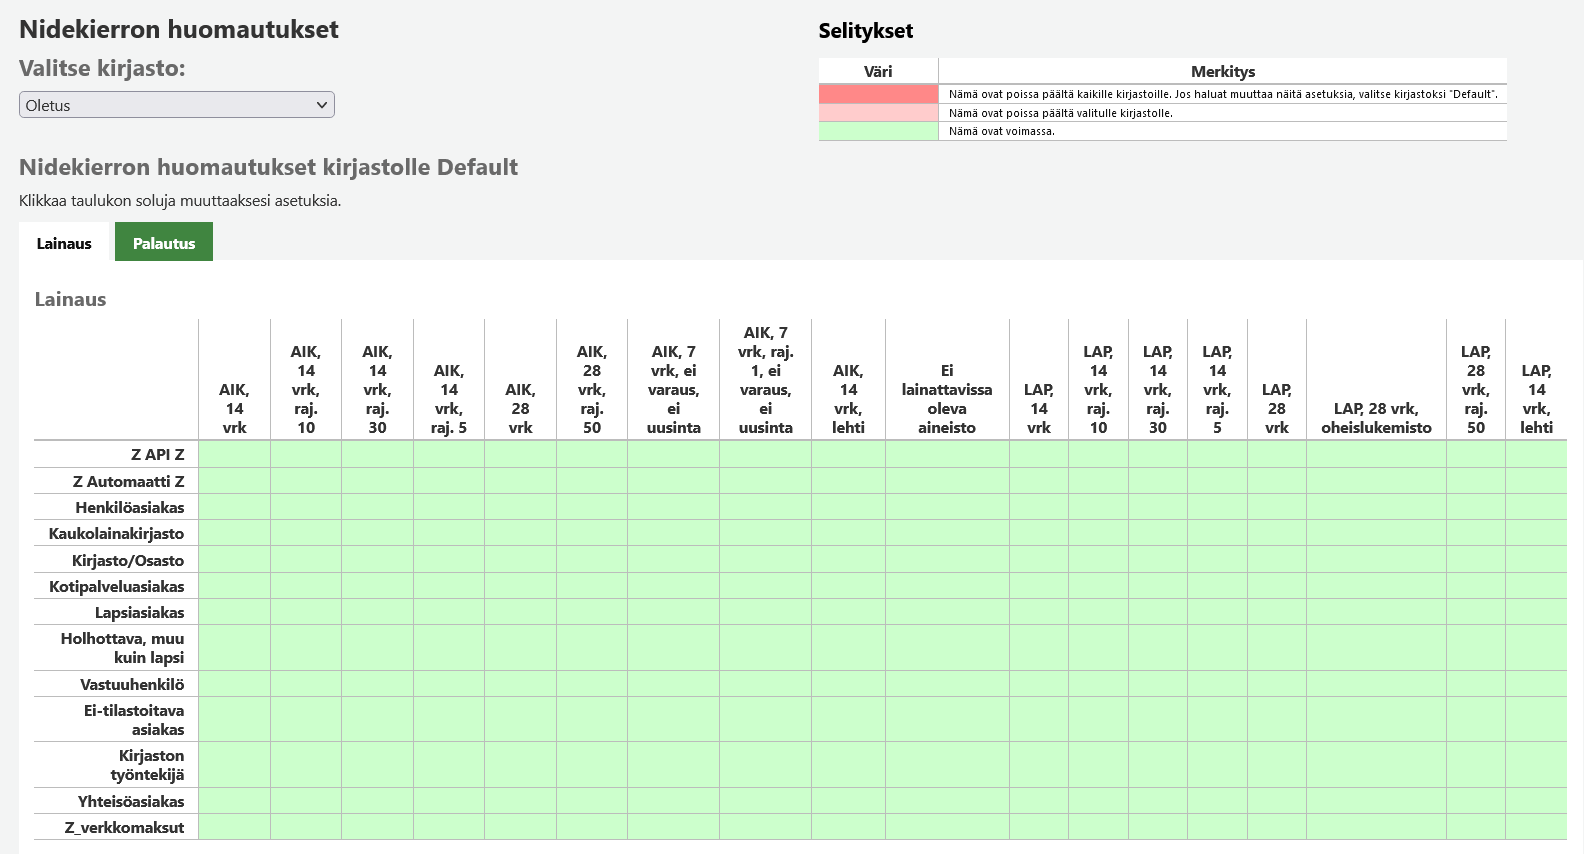 Nidekierron huomautukset
Valitse kirjasto:
Oletus
Selitykset
Väri Merkitys
Nämä ovat poissa päältä kaikille kirjastoille. Jos haluat muuttaa näitä asetuksia, valitse kirjastoksi "Default".
Nämä ovat poissa päältä valitulle kirjastolle.
Nämä ovat voimassa.
Nidekierron huomautukset kirjastolle Default
Klikkaa taulukon soluja muuttaaksesi asetuksia.
Lainaus Palautus
Lainaus
AIK, 14 vrk
AIK, 14 vrk, raj. 10
AIK, 14 vrk, raj. 30
AIK, 14 vrk, raj. 5
AIK, 28 vrk
AIK, 28 vrk, raj. 50
AIK, 7 vrk, ei varaus, ei uusinta
AIK, 7 vrk, raj. 1, ei varaus, ei uusinta
AIK, 14 vrk, lehti
Ei lainattavissa oleva aineisto
LAP, 14 vrk
LAP, 14 vrk, raj. 10
LAP, 14 vrk, raj. 30
LAP, 14 vrk, raj. 5
LAP, 28 vrk
LAP, 28 vrk, oheislukemisto
LAP, 28 vrk, raj. 50
LAP, 14 vrk, lehti
Z API Z
Z Automaatti Z
Henkilöasiakas
Kaukolainakirjasto
Kirjasto/Osasto
Kotipalveluasiakas
Lapsiasiakas
Holhottava, muu
kuin lapsi
Vastuuhenkilö
Ei-tilastoitava
asiakas
Kirjaston
työntekijä
Yhteisöasiakas
Z_verkkomaksut